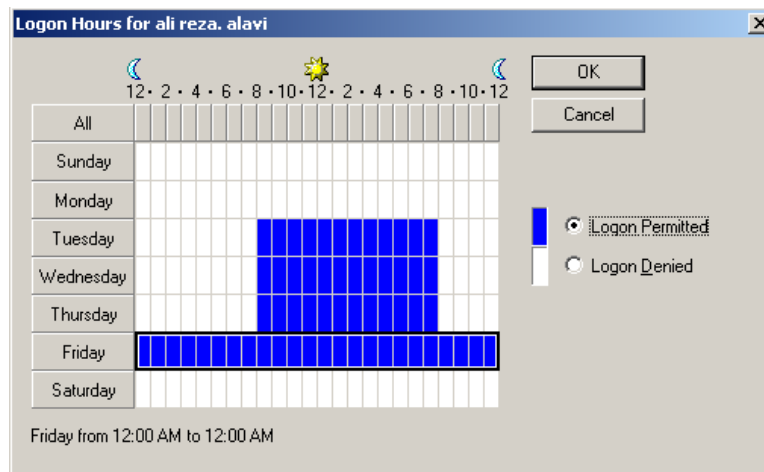 Logon Hours for ali reza. alavi
12 · 2 · 4 · 6 · 8 · 10 · 12 · 2 · 4 · 6 · 8 · 10 · 12
OK
Cancel
All
Sunday
Monday
Tuesday
Wednesday
Thursday
Friday
Saturday
Logon Permitted
Logon Denied
Friday from 12:00 AM to 12:00 AM